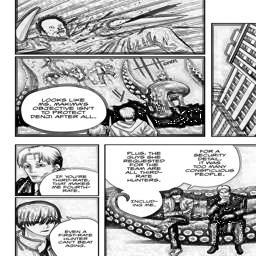 LOOKS LIKE
MS. MAKIMA'S
OBJECTIVE ISN'T
TO PROTECT
DENJI AFTER ALL.
FOR A
SECURITY
DETAIL,
IT WAS
TOO MANY
CONSPICUOUS
PEOPLE.
PLUS, THE
GUYS SHE
REQUESTED
FOR THE
TEAM ARE
ALL THIRD-
RATE
HUNTERS.
INCLUD-
ING ME.
IF YOU'RE
THIRD-RATE,
THAT MAKES
ME FOURTH-
RATE.
EVEN A
FIRST-RATE
HUNTER
CAN'T BEAT
AGING.